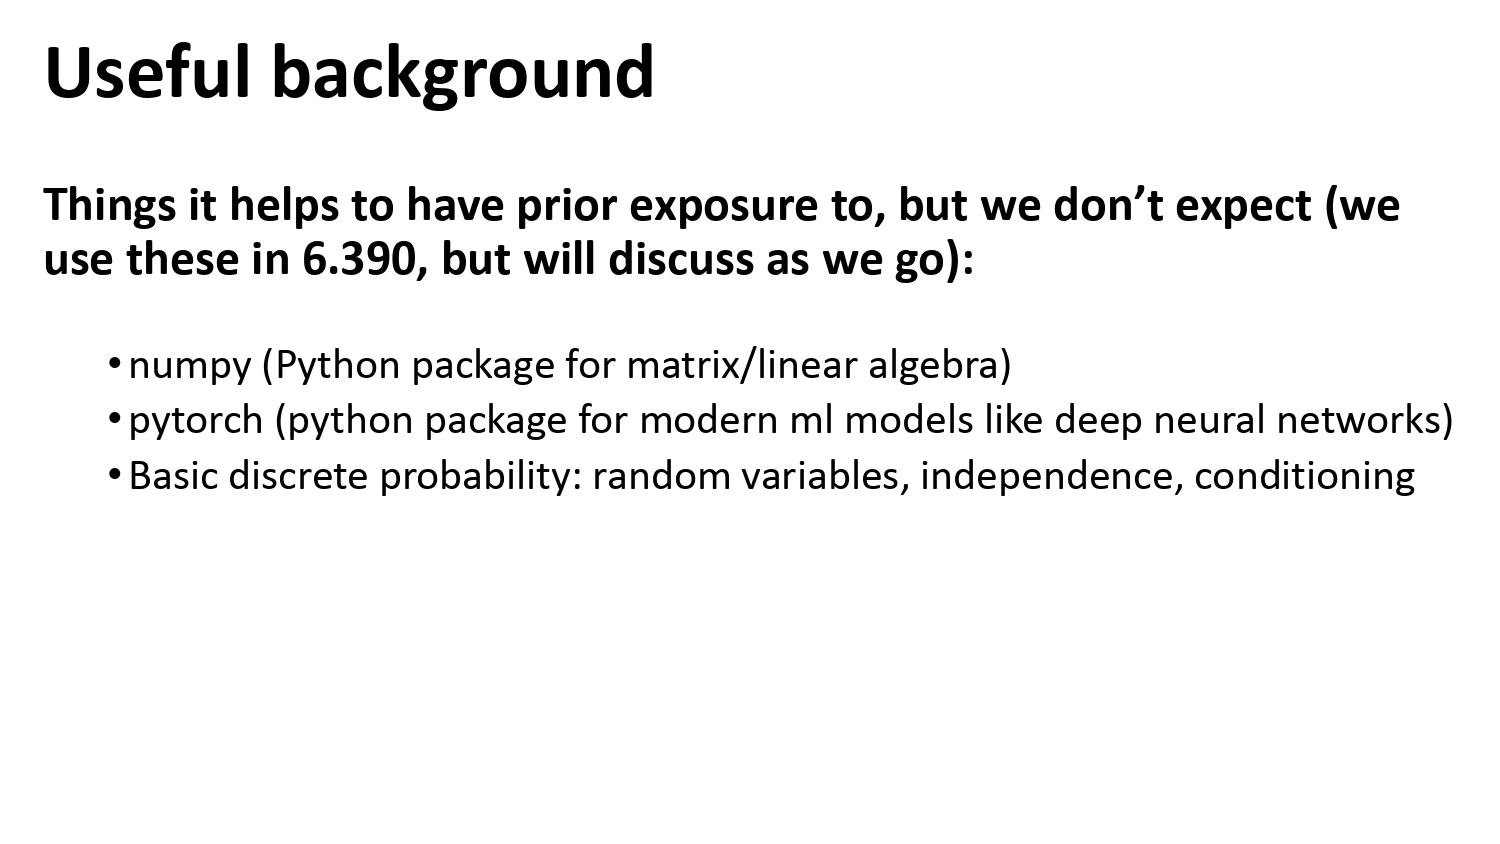 Useful background
Things it helps to have prior exposure to, but we don’t expect (we
use these in 6.390, but will discuss as we go):
•numpy (Python package for matrix/linear algebra)
•pytorch (python package for modern ml models like deep neural networks)
•Basic discrete probability: random variables, independence, conditioning